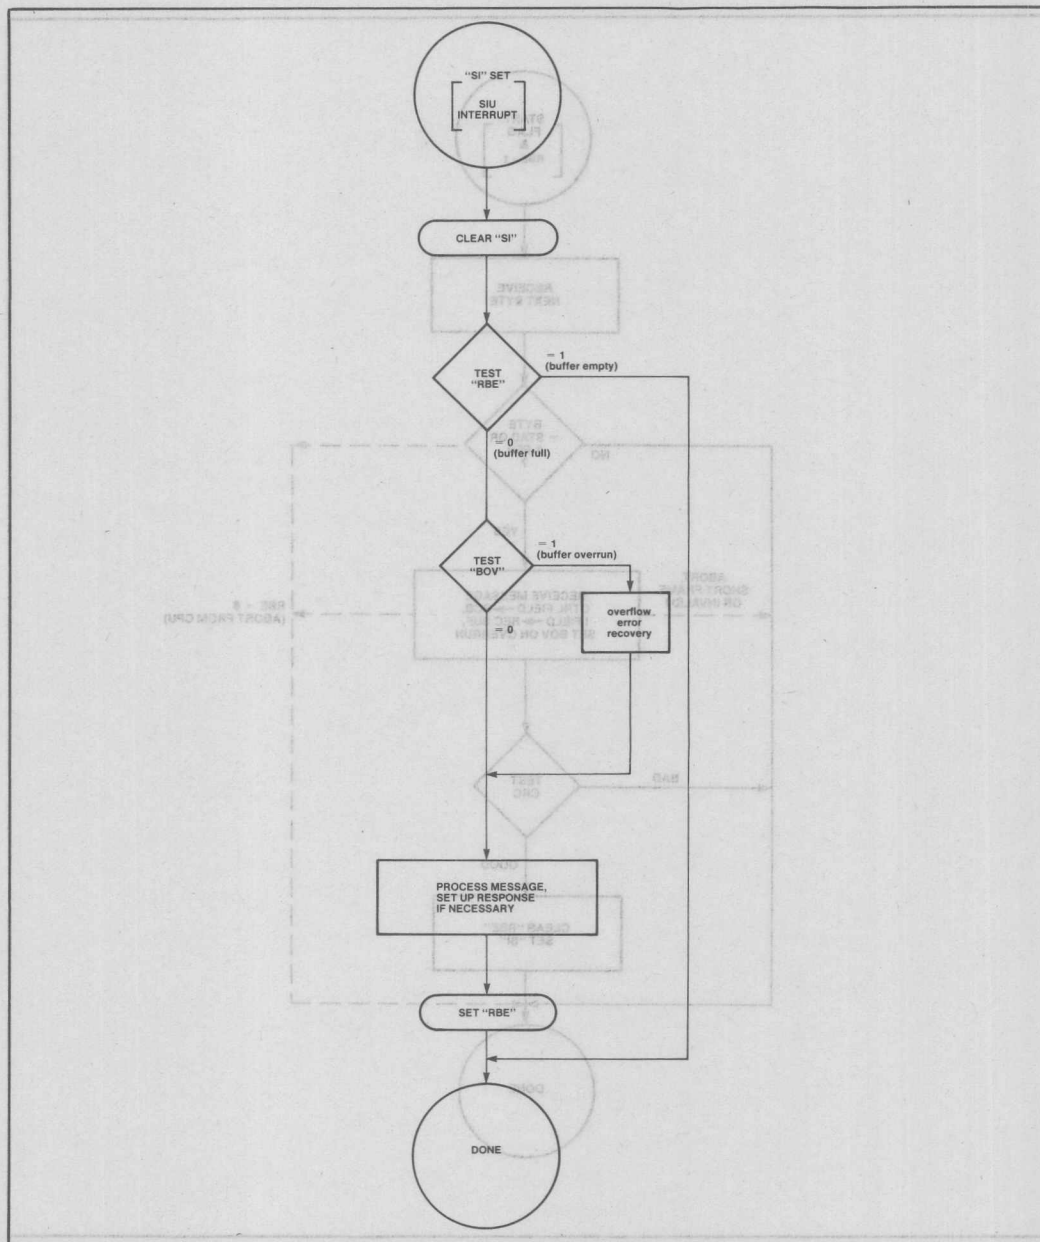 "SI" SET
SIU
INTERRUPT
CLEAR "SI"
TEST
"RBE"
= 1
(buffer empty)
= 0
(buffer full)
TEST
"BOV"
= 1
(buffer overrun)
overflow
error
recovery
= 0
PROCESS MESSAGE,
SET UP RESPONSE
IF NECESSARY
SET "RBE"
DONE